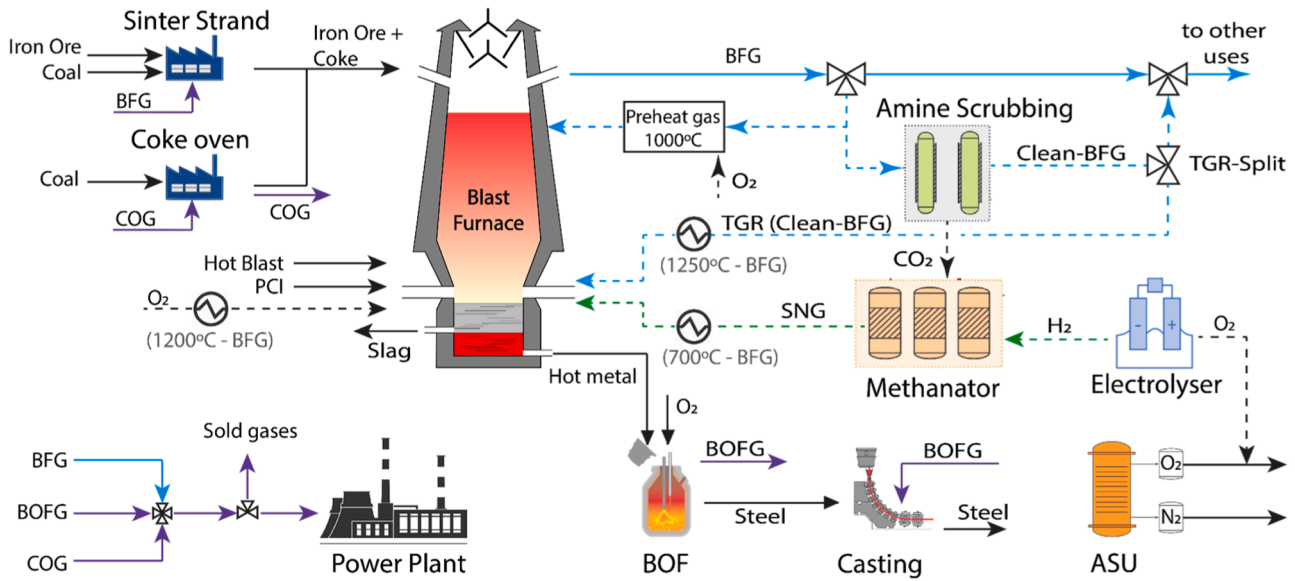 Sinter Strand
Iron Ore
Coal
BFG
Iron Ore +
Coke
Coke oven
Coal
COG
COG
BFG
to other
uses
Preheat gas
1000ºC
O₂
Amine Scrubbing
Clean-BFG
TGR-Split
Blast
Furnace
TGR (Clean-BFG)
(1250ºC - BFG)
CO₂
Hot Blast
PCI
O₂
(1200ºC - BFG)
SNG
(700ºC - BFG)
H₂
O₂
- +
Slag
Hot metal
Methanator
Electrolyser
Sold gases
BFG
BOFG
COG
Power Plant
O₂
BOFG
Steel
BOF
BOFG
Steel
Casting
O₂
N₂
ASU